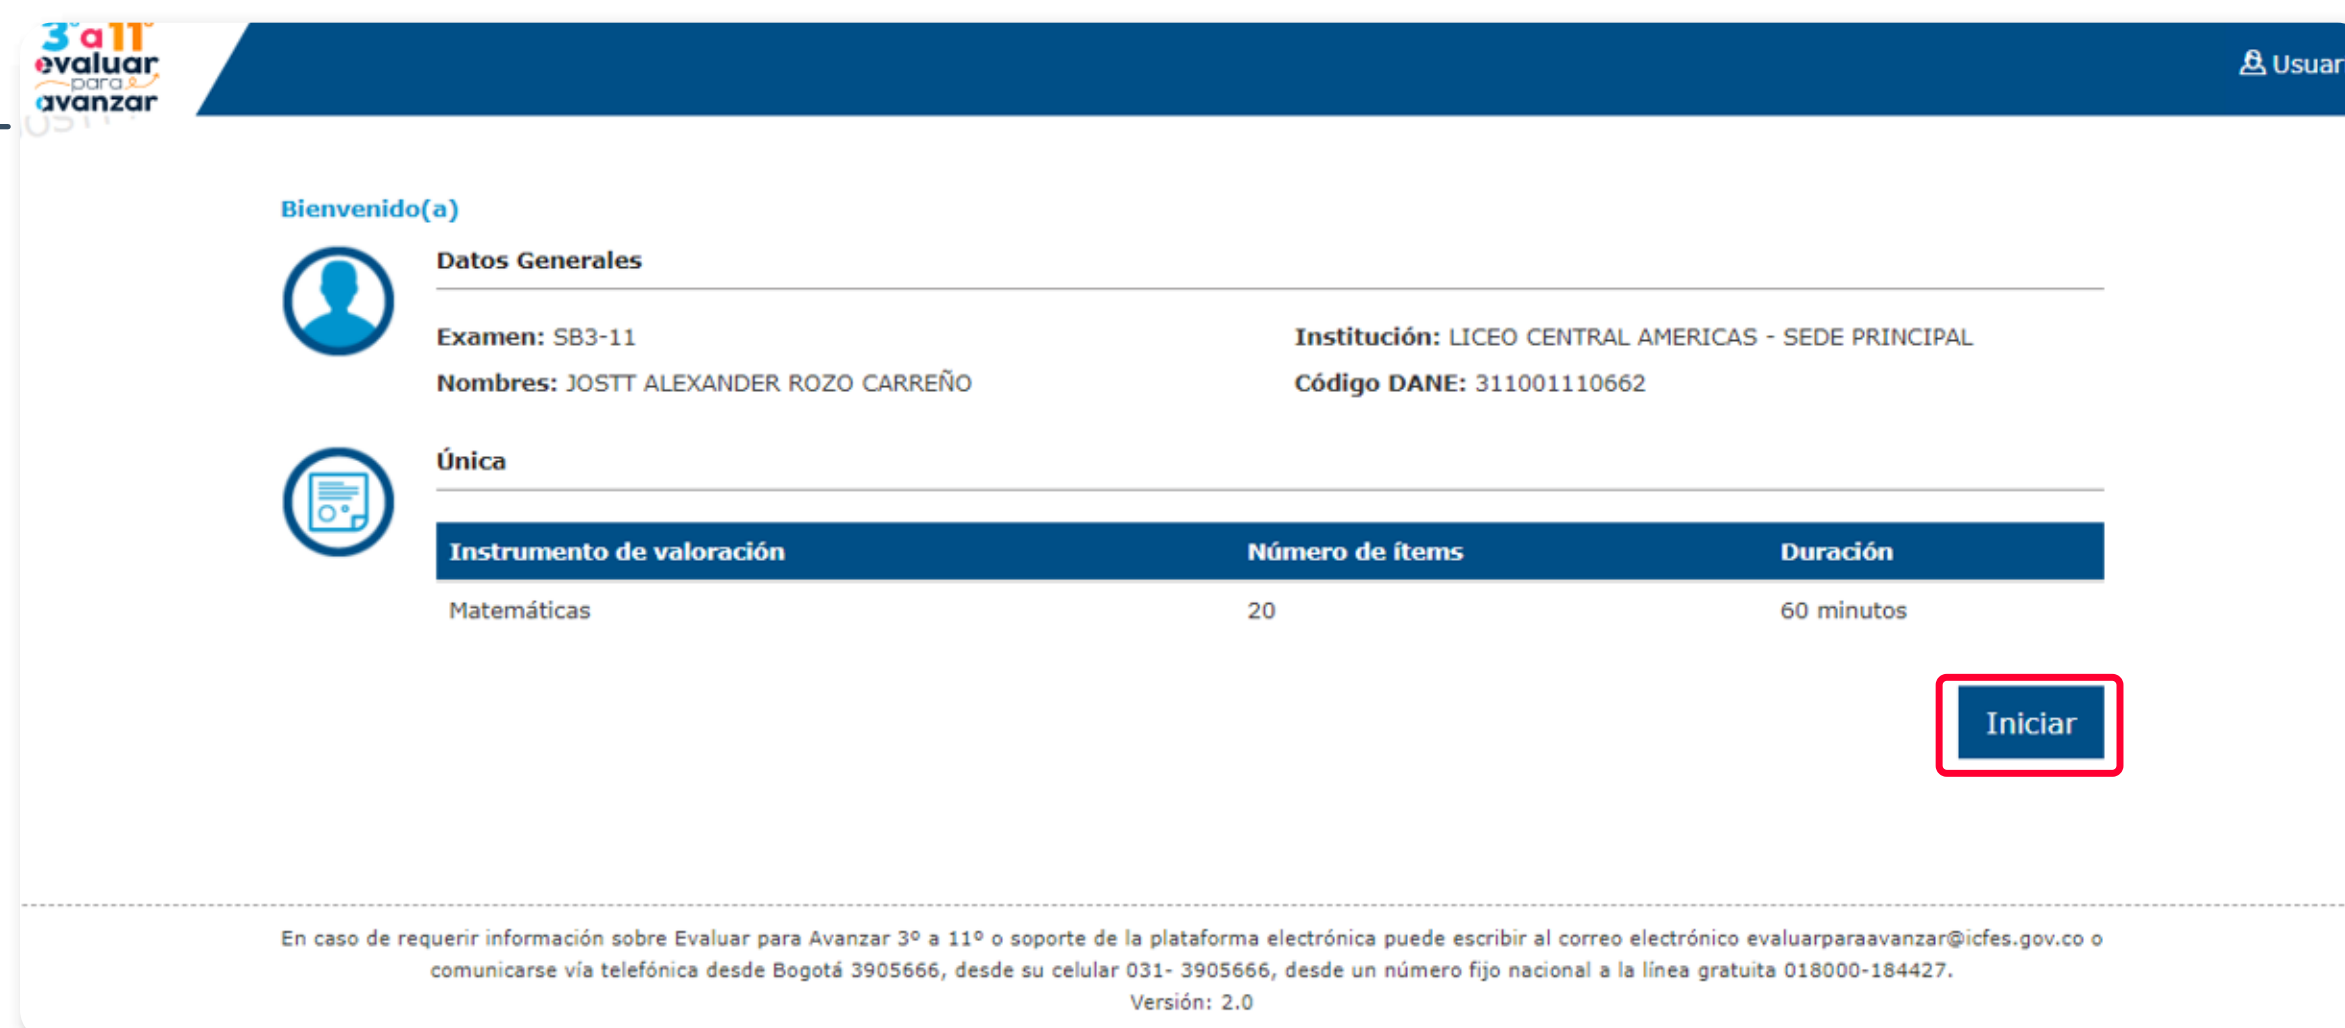 3° a 11°
evaluar
para
avanzar
Usuar
Bienvenido(a)
Datos Generales
Examen: SB3-11
Institución: LICEO CENTRAL AMERICAS - SEDE PRINCIPAL
Nombres: JOSTT ALEXANDER ROZO CARREÑO
Código DANE: 311001110662
Única
Instrumento de valoración Número de ítems Duración
Matemáticas 20 60 minutos
Iniciar
En caso de requerir información sobre Evaluar para Avanzar 3º a 11º o soporte de la plataforma electrónica puede escribir al correo electrónico evaluarparaavanzar@icfes.gov.co o
comunicarse vía telefónica desde Bogotá 3905666, desde su celular 031- 3905666, desde un número fijo nacional a la línea gratuita 018000-184427.
Versión: 2.0